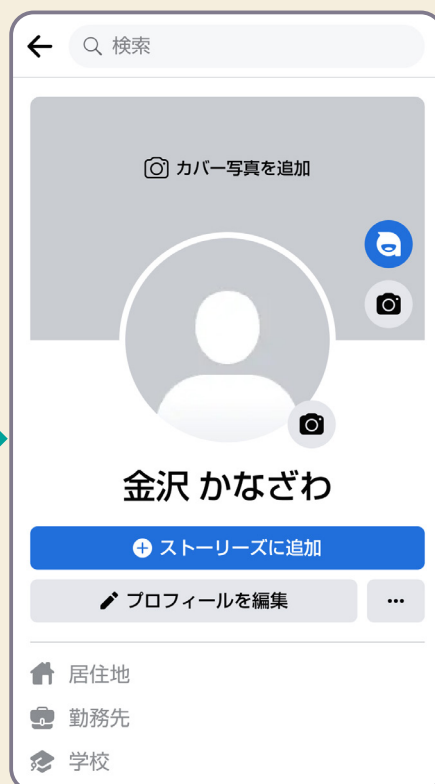 検索
カバー写真を追加
金沢 かなざわ
ストーリーズに追加
プロフィールを編集
居住地
勤務先
学校